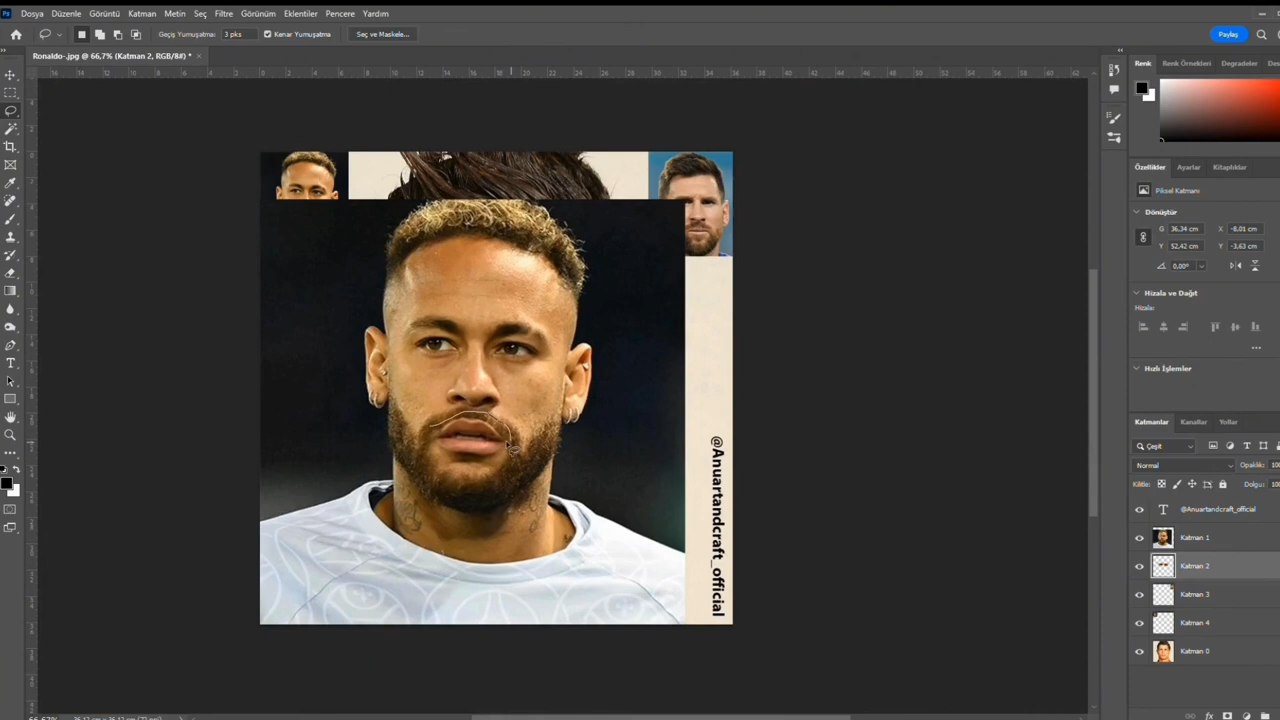 Ps Dosya Düzenle Görüntü Katman Metin Seç Filtre Görünüm Eklentiler Pencere Yardım
Geçiş Yumuşatma: 3 pks Kenar Yumuşatma Seç ve Maskele... Paylaş
Ronaldo-.jpg @ 66,7% (Katman 2, RGB/8#) * ×
Renk Renk Örnekleri Degradeler
Özellikler Ayarlar Kitaplıklar
Piksel Katmanı
Dönüştür
G 36,34 cm X -8,01 cm
Y 52,42 cm Y -3,63 cm
0,00°
Hizala ve Dağıt
Hizala:
Hızlı İşlemler
Katmanlar Kanallar Yollar
Çeşit
Normal Opaklık: 100
Kilitle: Dolgu: 100
@Anuartandcraft_official
Katman 1
Katman 2
Katman 3
Katman 4
Katman 0
@Anuartandcraft_official